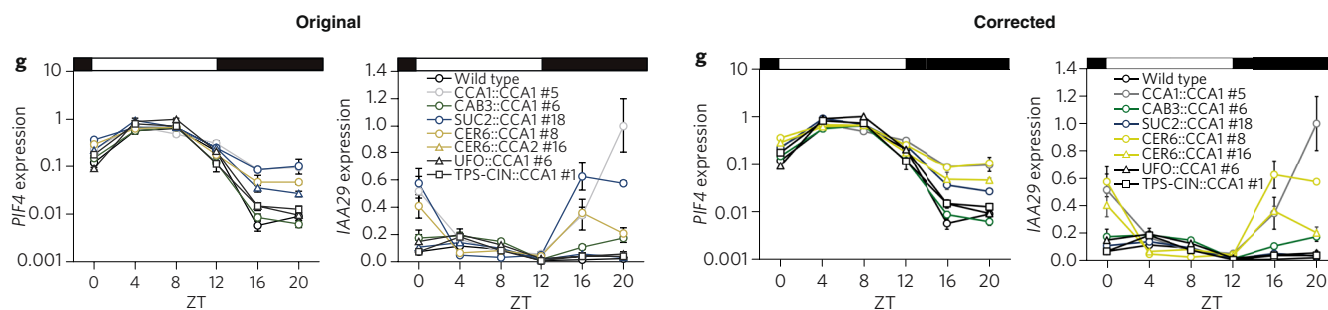 Original
Corrected
g
PIF4 expression
10
1
0.1
0.01
0.001
0 4 8 12 16 20
ZT
IAA29 expression
1.4
1.2
1.0
0.8
0.6
0.4
0.2
0.0
Wild type
CCA1::CCA1 #5
CAB3::CCA1 #6
SUC2::CCA1 #18
CER6::CCA1 #8
CER6::CCA2 #16
UFO::CCA1 #6
TPS-CIN::CCA1 #1
0 4 8 12 16 20
ZT
g
PIF4 expression
10
1
0.1
0.01
0.001
0 4 8 12 16 20
ZT
IAA29 expression
1.4
1.2
1.0
0.8
0.6
0.4
0.2
0.0
Wild type
CCA1::CCA1 #5
CAB3::CCA1 #6
SUC2::CCA1 #18
CER6::CCA1 #8
CER6::CCA1 #16
UFO::CCA1 #6
TPS-CIN::CCA1 #1
0 4 8 12 16 20
ZT